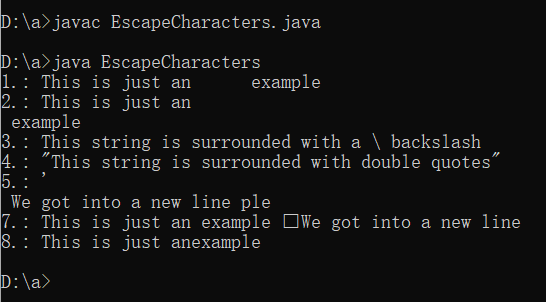 D:\a>javac EscapeCharacters.java
D:\a>java EscapeCharacters
1.: This is just an      example
2.: This is just an
 example
3.: This string is surrounded with a \ backslash
4.: "This string is surrounded with double quotes"
5.: '
 We got into a new line ple
7.: This is just an example □We got into a new line
8.: This is just anexample
D:\a>